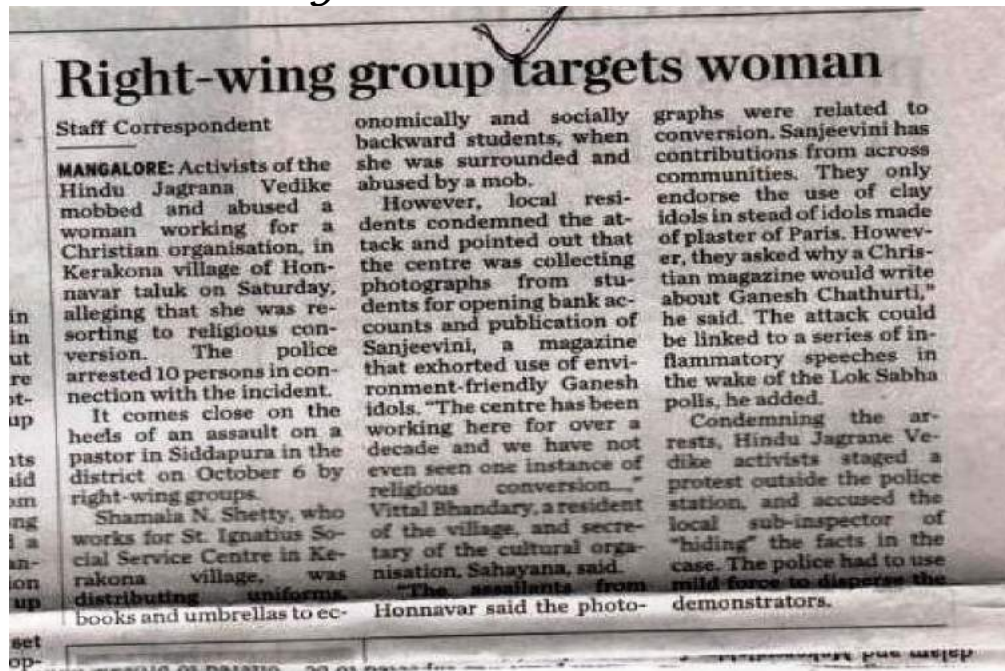 Right-wing group targets woman
Staff Correspondent
MANGALORE: Activists of the
Hindu Jagrana Vedike
mobbed and abused a
woman working for a
Christian organisation, in
Kerakona village of Hon-
navar taluk on Saturday,
alleging that she was re-
sorting to religious con-
version. The police
arrested 10 persons in con-
nection with the incident.
It comes close on the
heels of an assault on a
pastor in Siddapura in the
district on October 6 by
right-wing groups.
Shamala N. Shetty, who
works for St. Ignatius So-
cial Service Centre in Ke-
rakona village, was
distributing uniforms,
books and umbrellas to ec-
onomically and socially
backward students, when
she was surrounded and
abused by a mob.
However, local resi-
dents condemned the at-
tack and pointed out that
the centre was collecting
photographs from stu-
dents for opening bank ac-
counts and publication of
Sanjeevini, a magazine
that exhorted use of envi-
ronment-friendly Ganesh
idols. "The centre has been
working here for over a
decade and we have not
even seen one instance of
religious conversion..."
Vittal Bhandary, a resident
of the village, and secre-
tary of the cultural orga-
nisation, Sahayana, said.
"The assailants from
Honnavar said the photo-
graphs were related to
conversion. Sanjeevini has
contributions from across
communities. They only
endorse the use of clay
idols in stead of idols made
of plaster of Paris. Howev-
er, they asked why a Chris-
tian magazine would write
about Ganesh Chathurti,"
he said. The attack could
be linked to a series of in-
flammatory speeches in
the wake of the Lok Sabha
polls, he added.
Condemning the ar-
rests, Hindu Jagrane Ve-
dike activists staged a
protest outside the police
station, and accused the
local sub-inspector of
"hiding" the facts in the
case. The police had to use
mild force to disperse the
demonstrators.